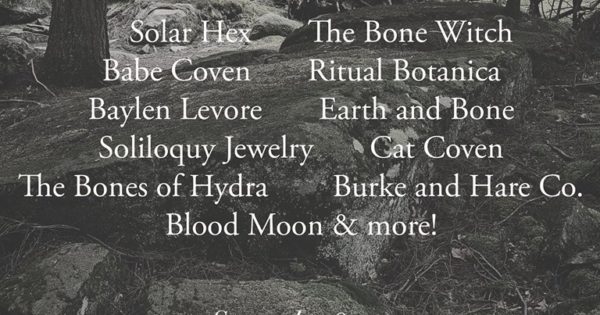 Solar Hex The Bone Witch
Babe Coven Ritual Botanica
Baylen Levore Earth and Bone
Soliloquy Jewelry Cat Coven
The Bones of Hydra Burke and Hare Co.
Blood Moon & more!